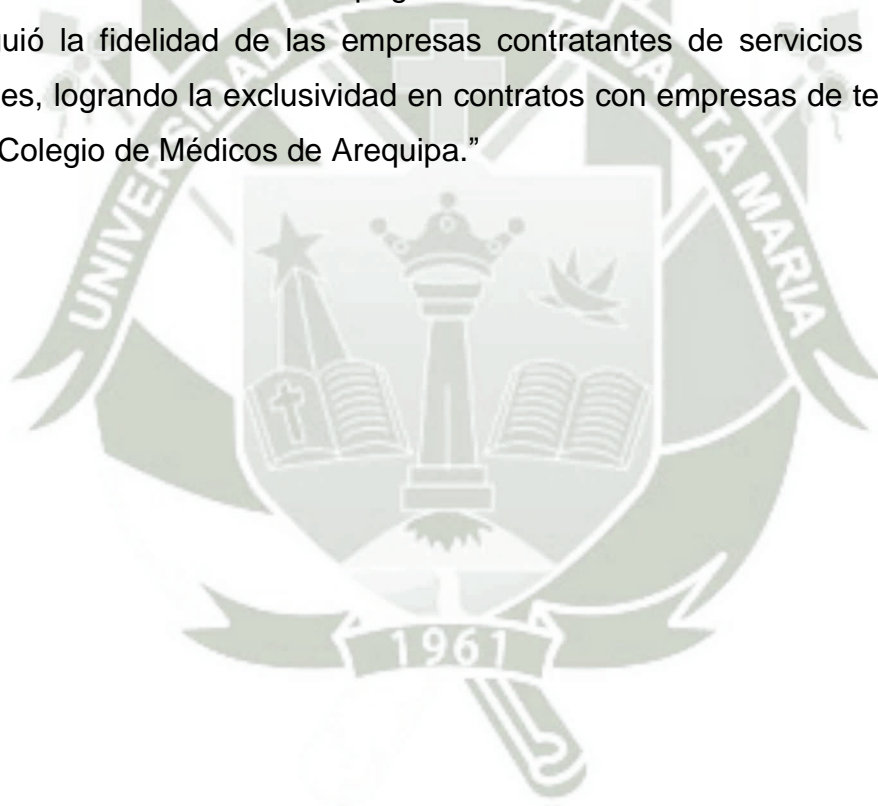 uió la fidelidad de las empresas contratantes de servicios
es, logrando la exclusividad en contratos con empresas de te
Colegio de Médicos de Arequipa.”
UNIVERSIDAD
SANTA MARIA
1961